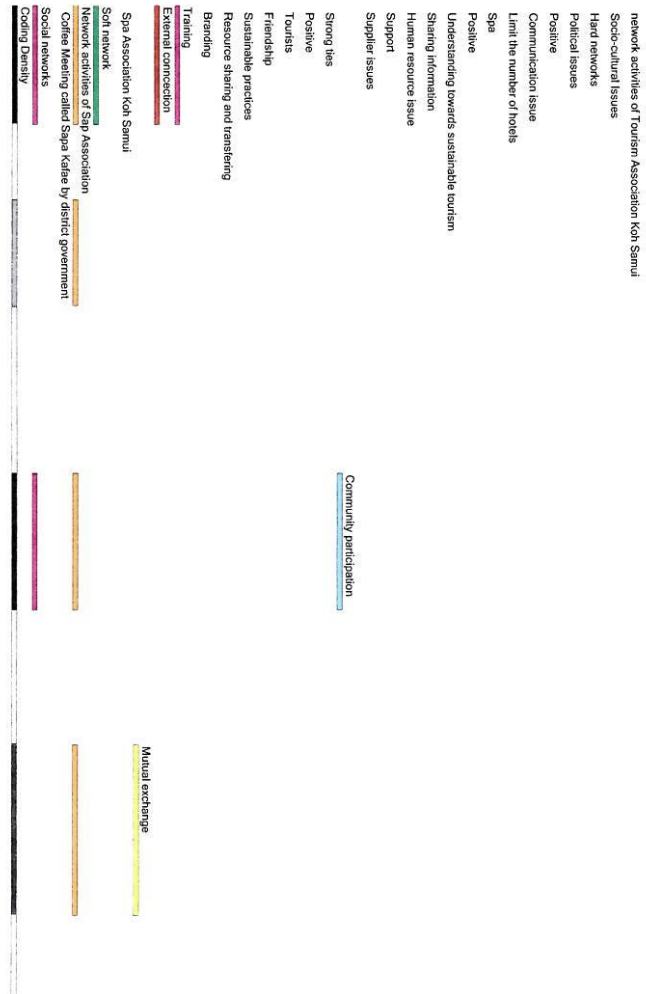 network activities of Tourism Association Koh Samui
Socio-cultural Issues
Hard networks
Political issues
Positive
Communication issue
Limit the number of hotels
Spa
Positive
Understanding towards sustainable tourism
Sharing information
Human resource issue
Support
Supplier issues
Community participation
Strong ties
Positive
Tourists
Friendship
Sustainable practices
Resource sharing and transfering
Branding
Training
External conncection
Mutual exchange
Spa Association Koh Samui
Soft network
Network activities of Sap Association
Coffee Meeting called Sapa Kafae by district government
Social networks
Coding Density